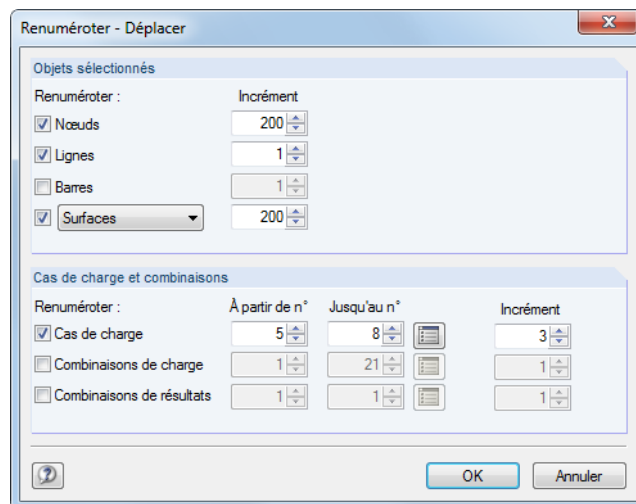 Renuméroter - Déplacer
Objets sélectionnés
Renuméroter : Incrément
Nœuds 200
Lignes 1
Barres 1
Surfaces 200
Cas de charge et combinaisons
Renuméroter : À partir de n° Jusqu'au n° Incrément
Cas de charge 5 8 3
Combinaisons de charge 1 21 1
Combinaisons de résultats 1 1 1
OK Annuler